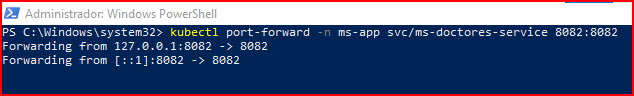 Administrador: Windows PowerShell
PS C:\Windows\system32> kubectl port-forward -n ms-app svc/ms-doctores-service 8082:8082
Forwarding from 127.0.0.1:8082 -> 8082
Forwarding from [::1]:8082 -> 8082